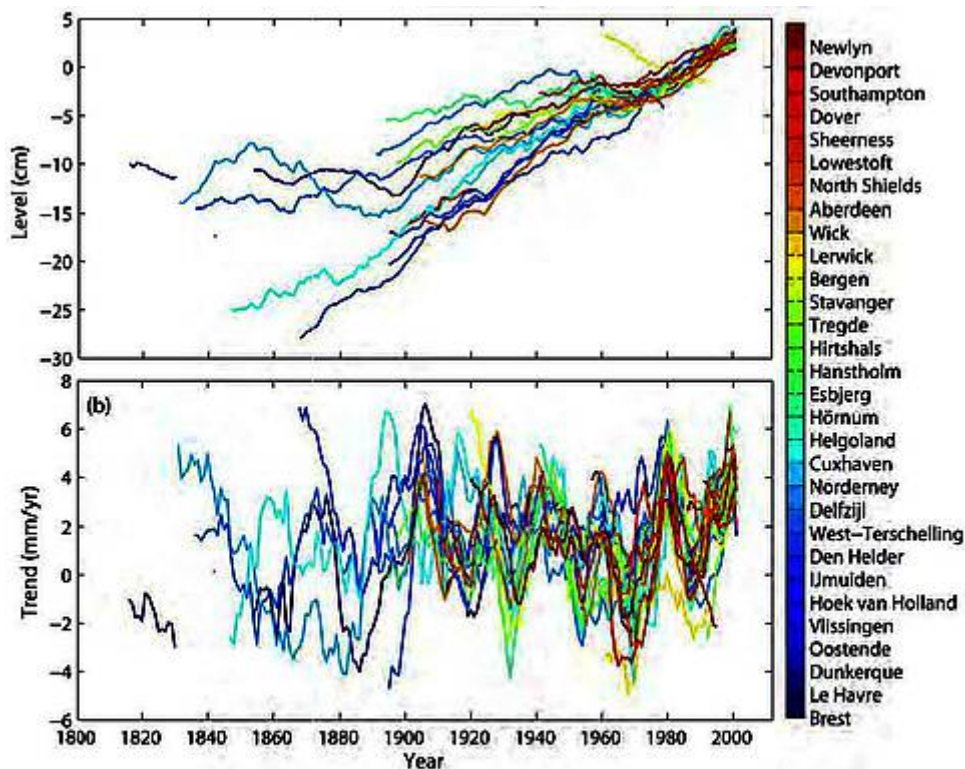 5
0
−5
−10
−15
−20
−25
−30
Level (cm)
8
6
4
2
0
−2
−4
−6
Trend (mm/yr)
(b)
1800 1820 1840 1860 1880 1900 1920 1940 1960 1980 2000
Year
Newlyn
Devonport
Southampton
Dover
Sheerness
Lowestoft
North Shields
Aberdeen
Wick
Lerwick
Bergen
Stavanger
Tregde
Hirtshals
Hanstholm
Esbjerg
Hörnum
Helgoland
Cuxhaven
Norderney
Delfzijl
West−Terschelling
Den Helder
IJmuiden
Hoek van Holland
Vlissingen
Oostende
Dunkerque
Le Havre
Brest